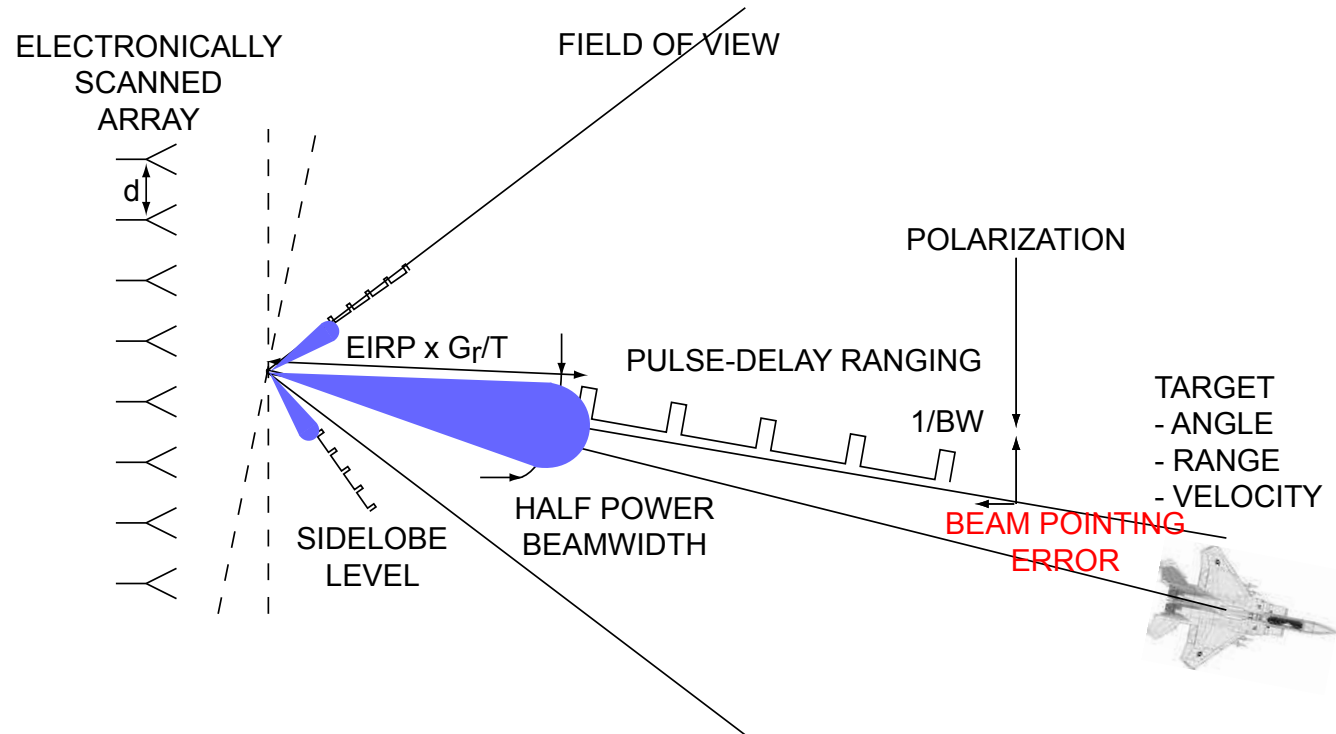 ELECTRONICALLY
SCANNED
ARRAY
FIELD OF VIEW
d
POLARIZATION
EIRP x Gr/T
PULSE-DELAY RANGING
1/BW
TARGET
- ANGLE
- RANGE
- VELOCITY
HALF POWER
BEAMWIDTH
SIDELOBE
LEVEL
BEAM POINTING
ERROR